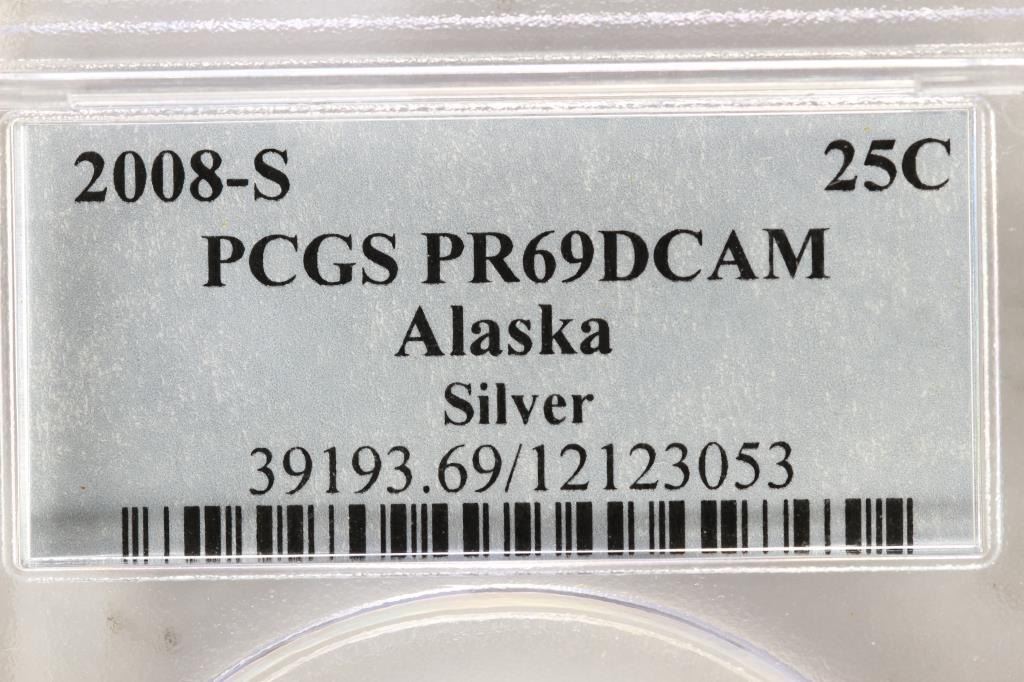 2008-S 25C
PCGS PR69DCAM
Alaska
Silver
39193.69/12123053